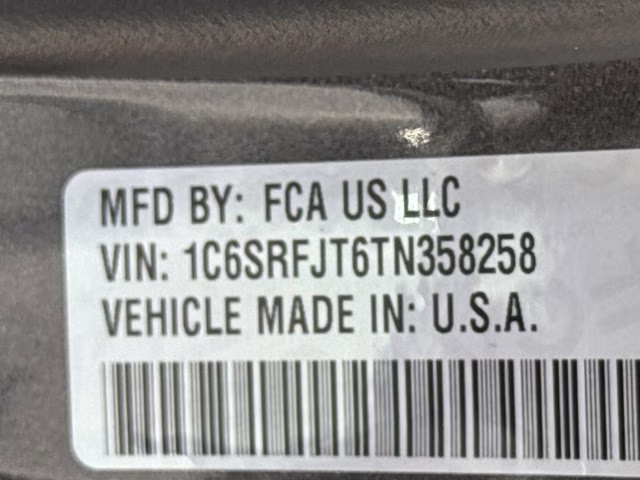 MFD BY: FCA US LLC
VIN: 1C6SRFJT6TN358258
VEHICLE MADE IN: U.S.A.